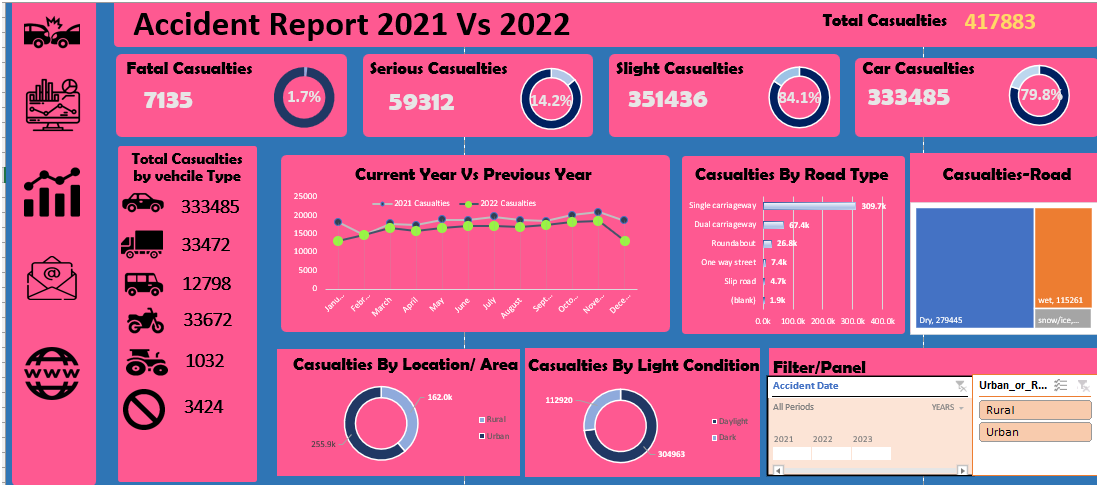 Accident Report 2021 Vs 2022
Total Casualties 417883
Fatal Casualties
7135
1.7%
Serious Casualties
59312
14.2%
Slight Casualties
351436
84.1%
Car Casualties
333485
79.8%
Total Casualties
by vehcile Type
333485
33472
12798
33672
1032
3424
Current Year Vs Previous Year
2021 Casualties
2022 Casualties
25000
20000
15000
10000
5000
0
Janu...
Febr...
March
April
May
June
July
August
Sept...
Octo...
Nove...
Dece...
Casualties By Road Type
Single carriageway 309.7k
Dual carriageway 67.4k
Roundabout 26.8k
One way street 7.4k
Slip road 4.7k
(blank) 1.9k
0.0k 100.0k 200.0k 300.0k 400.0k
Casualties-Road
Dry, 279445
wet, 115261
snow/ice,...
Casualties By Location/ Area
162.0k
255.9k
Rural
Urban
Casualties By Light Condition
112920
304963
Daylight
Dark
Filter/Panel
Accident Date
All Periods YEARS
2021 2022 2023
Urban_or_R...
Rural
Urban
@
WWW